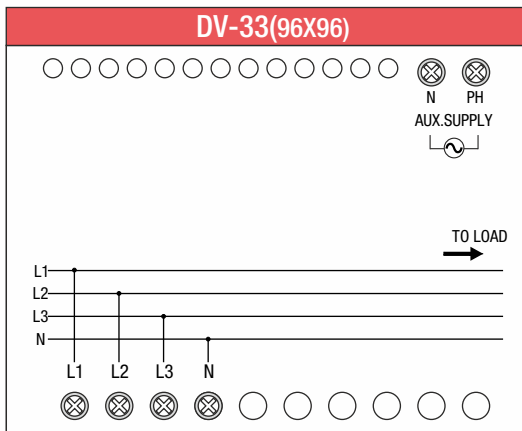 DV-33(96X96)
N PH
AUX.SUPPLY
TO LOAD
L1
L2
L3
N
L1 L2 L3 N